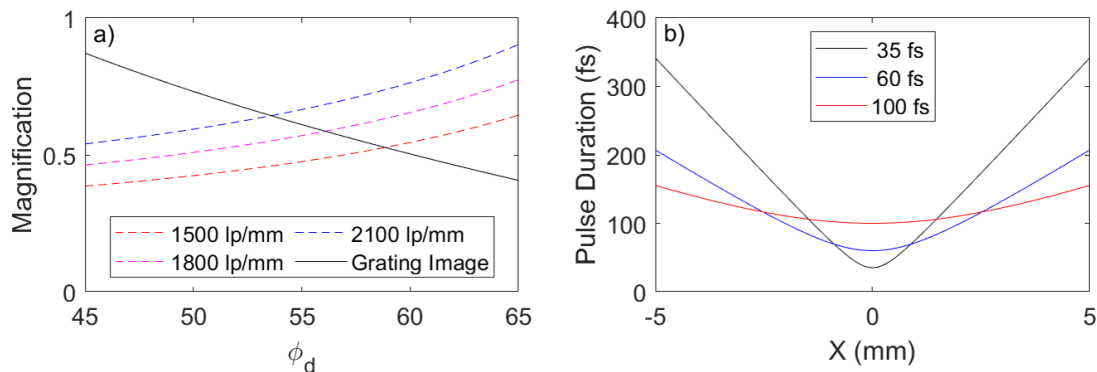 a)
Magnification
1
0.5
0
1500 lp/mm
2100 lp/mm
1800 lp/mm
Grating Image
45
50
55
60
65
ϕd
b)
Pulse Duration (fs)
400
300
200
100
0
35 fs
60 fs
100 fs
-5
0
5
X (mm)